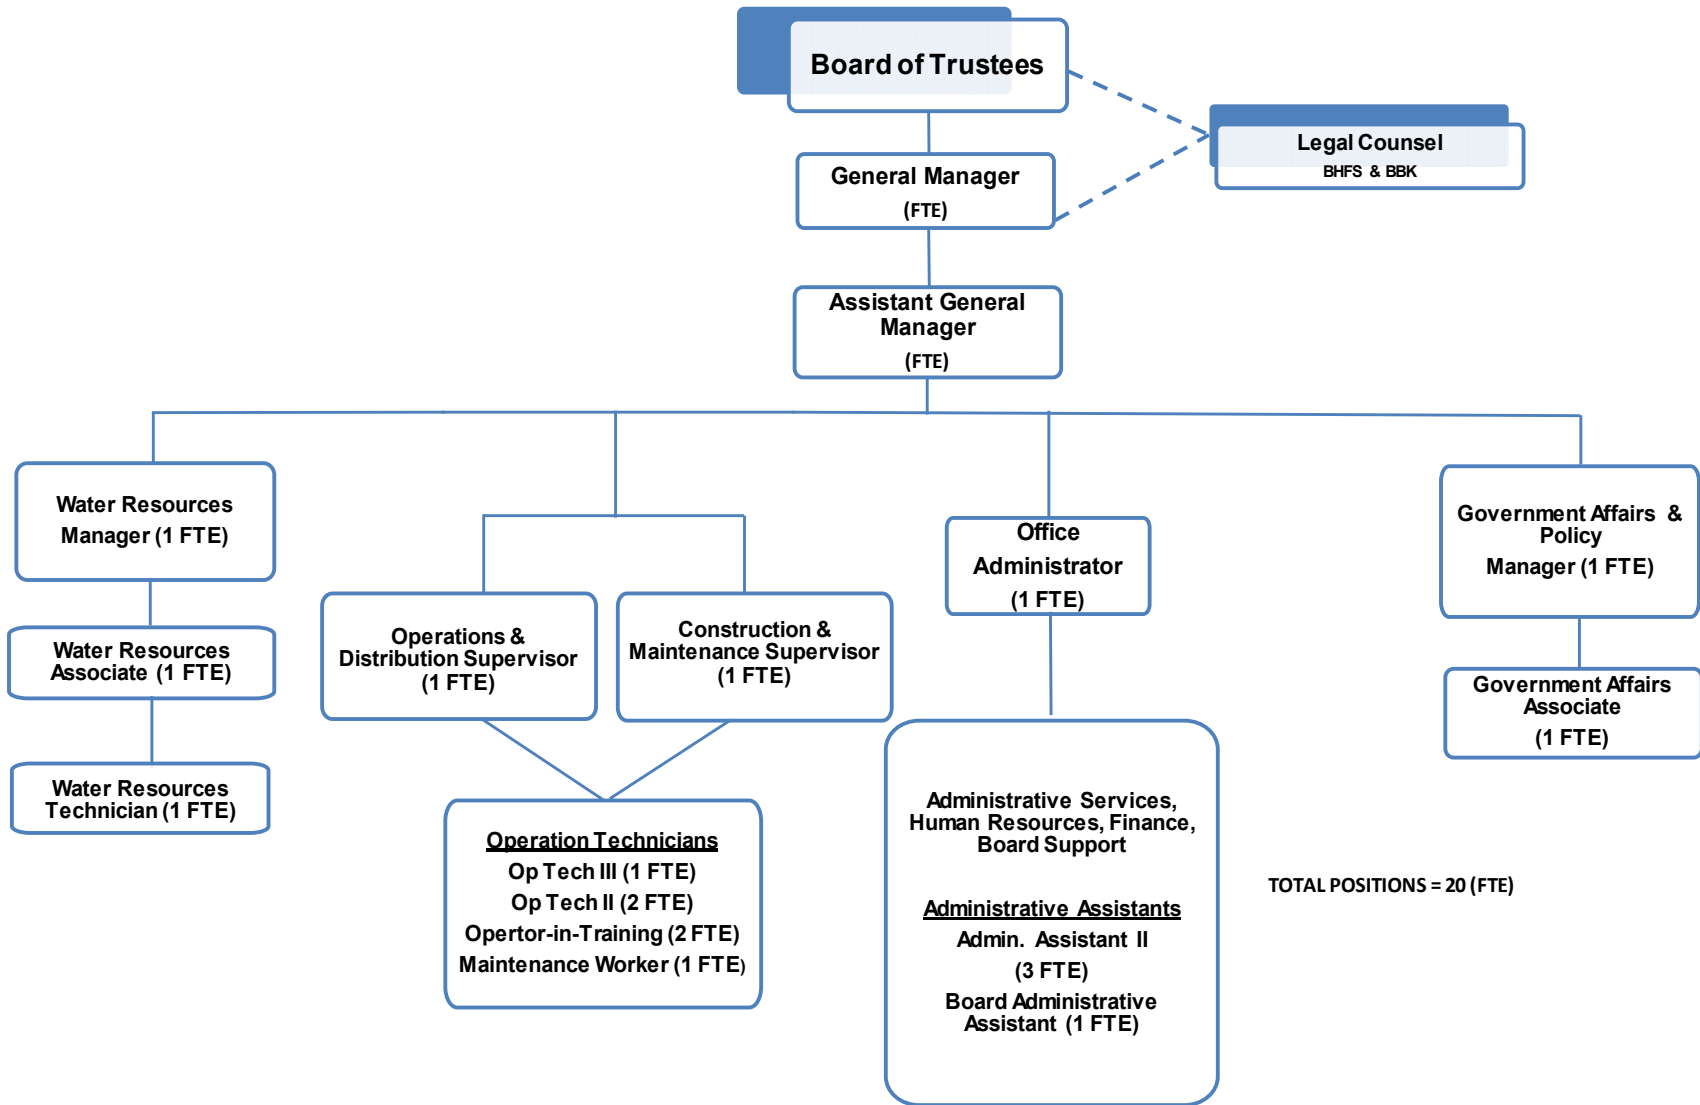 Board of Trustees
Legal Counsel
BHFS & BBK
General Manager
(FTE)
Assistant General
Manager
(FTE)
Water Resources
Manager (1 FTE)
Water Resources
Associate (1 FTE)
Water Resources
Technician (1 FTE)
Operations &
Distribution Supervisor
(1 FTE)
Construction &
Maintenance Supervisor
(1 FTE)
Operation Technicians
Op Tech III (1 FTE)
Op Tech II (2 FTE)
Opertor-in-Training (2 FTE)
Maintenance Worker (1 FTE)
Office
Administrator
(1 FTE)
Administrative Services,
Human Resources, Finance,
Board Support
Administrative Assistants
Admin. Assistant II
(3 FTE)
Board Administrative
Assistant (1 FTE)
Government Affairs &
Policy
Manager (1 FTE)
Government Affairs
Associate
(1 FTE)
TOTAL POSITIONS = 20 (FTE)